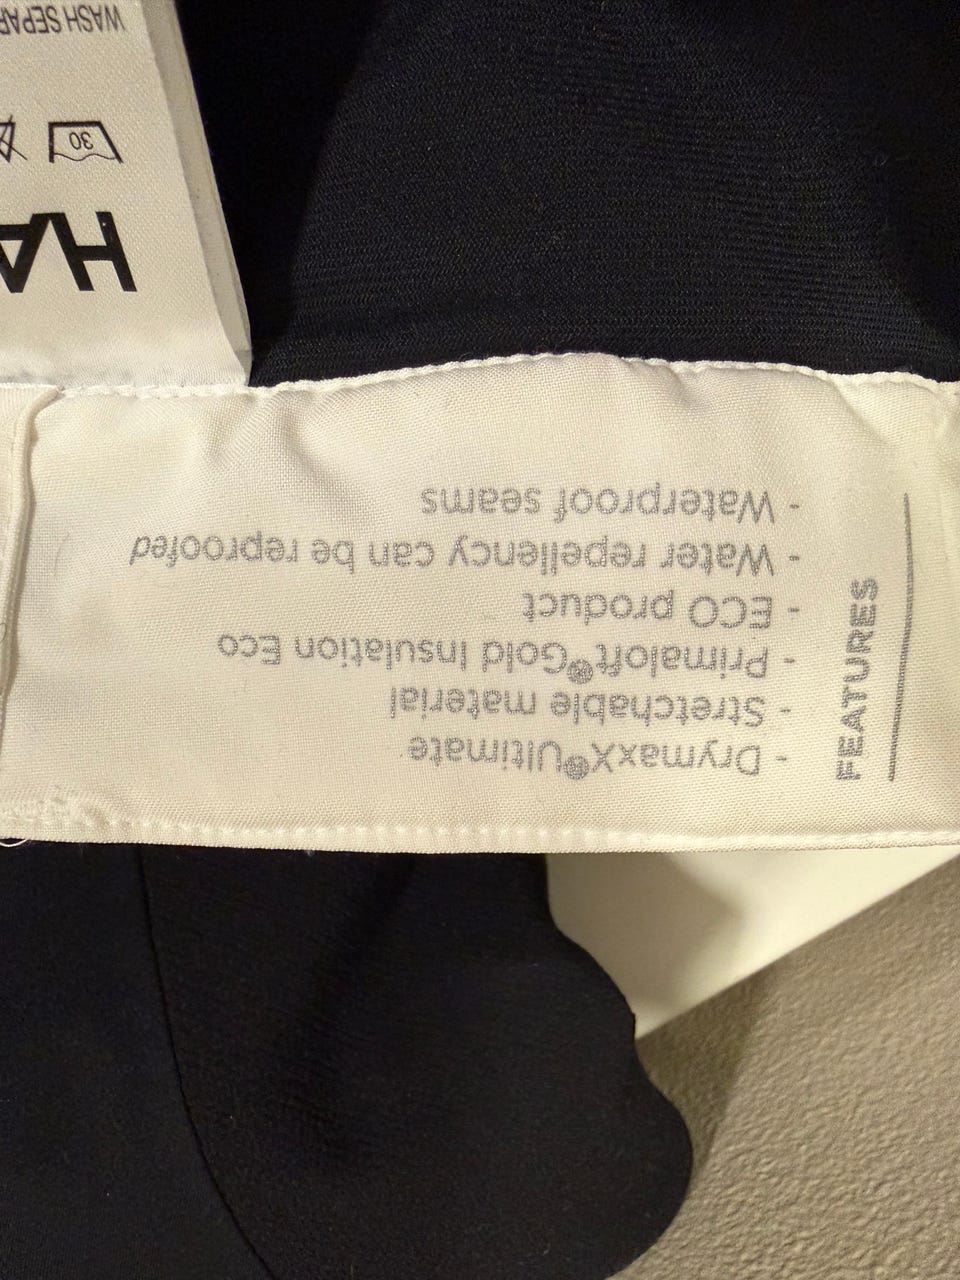 FEATURES
- DrymaxX®Ultimate
- Stretchable material
- Primaloft®Gold Insulation Eco
- ECO product
- Water repellency can be reproofed
- Waterproof seams
HA
30
WASH SEPAR